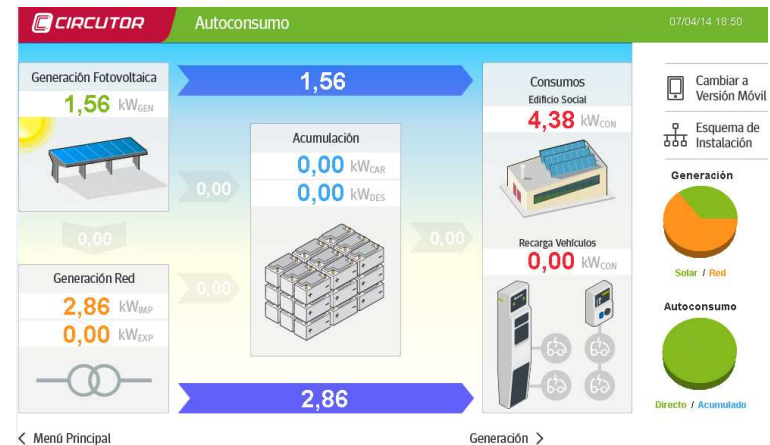 CIRCUTOR
Autoconsumo
07/04/14 18:50
Generación Fotovoltaica
1,56 kWGEN
1,56
Consumos
Edificio Social
4,38 kWCON
Cambiar a
Versión Móvil
Esquema de
Instalación
Acumulación
0,00 kWCAR
0,00 kWDES
0,00
0,00
0,00
0,00
Generación
Solar / Red
Recarga Vehículos
0,00 kWCON
Generación Red
2,86 kWIMP
0,00 kWEXP
2,86
Autoconsumo
Directo / Acumulado
< Menú Principal
Generación >